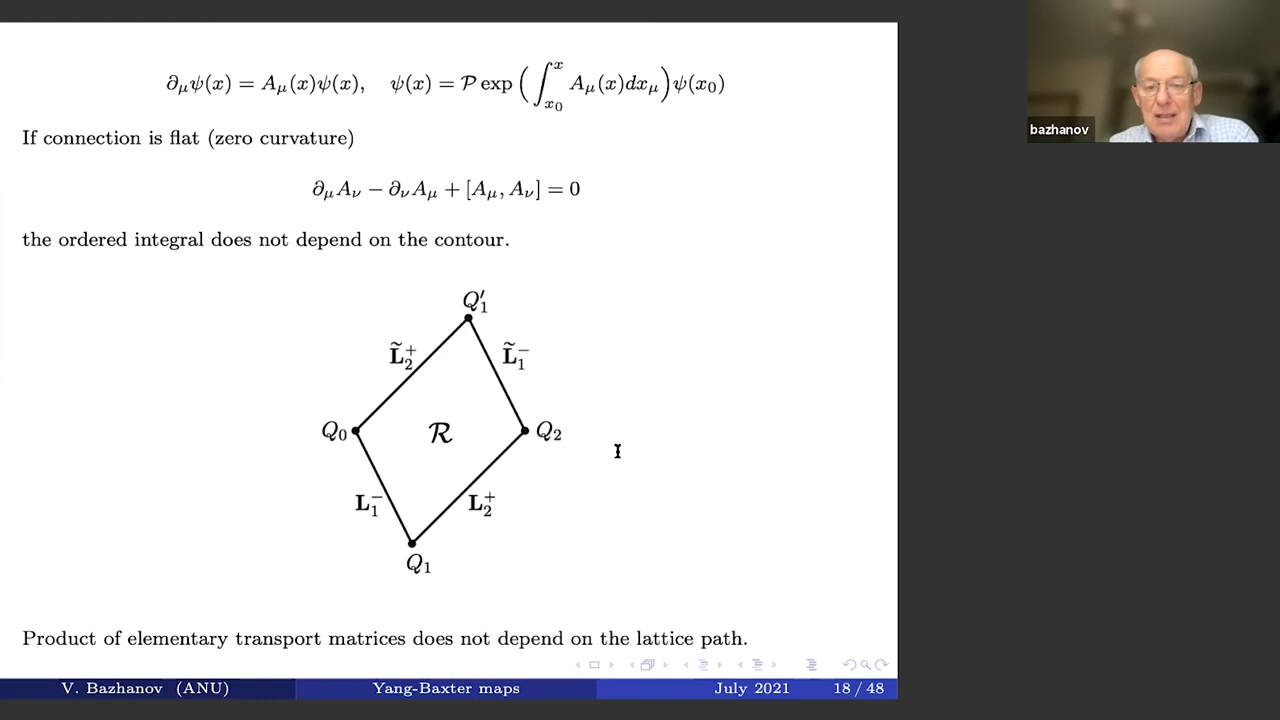 ∂_μψ(x) = A_μ(x)ψ(x), ψ(x) = 𝒫 exp ( ∫_{x_0}^{x} A_μ(x)dx_μ ) ψ(x_0)
bazhanov
If connection is flat (zero curvature)
∂_μA_ν − ∂_νA_μ + [A_μ, A_ν] = 0
the ordered integral does not depend on the contour.
Q′_1
L̃_2^+ L̃_1^−
Q_0 ℛ Q_2
L_1^− L_2^+
Q_1
Product of elementary transport matrices does not depend on the lattice path.
V. Bazhanov (ANU) Yang-Baxter maps July 2021 18 / 48